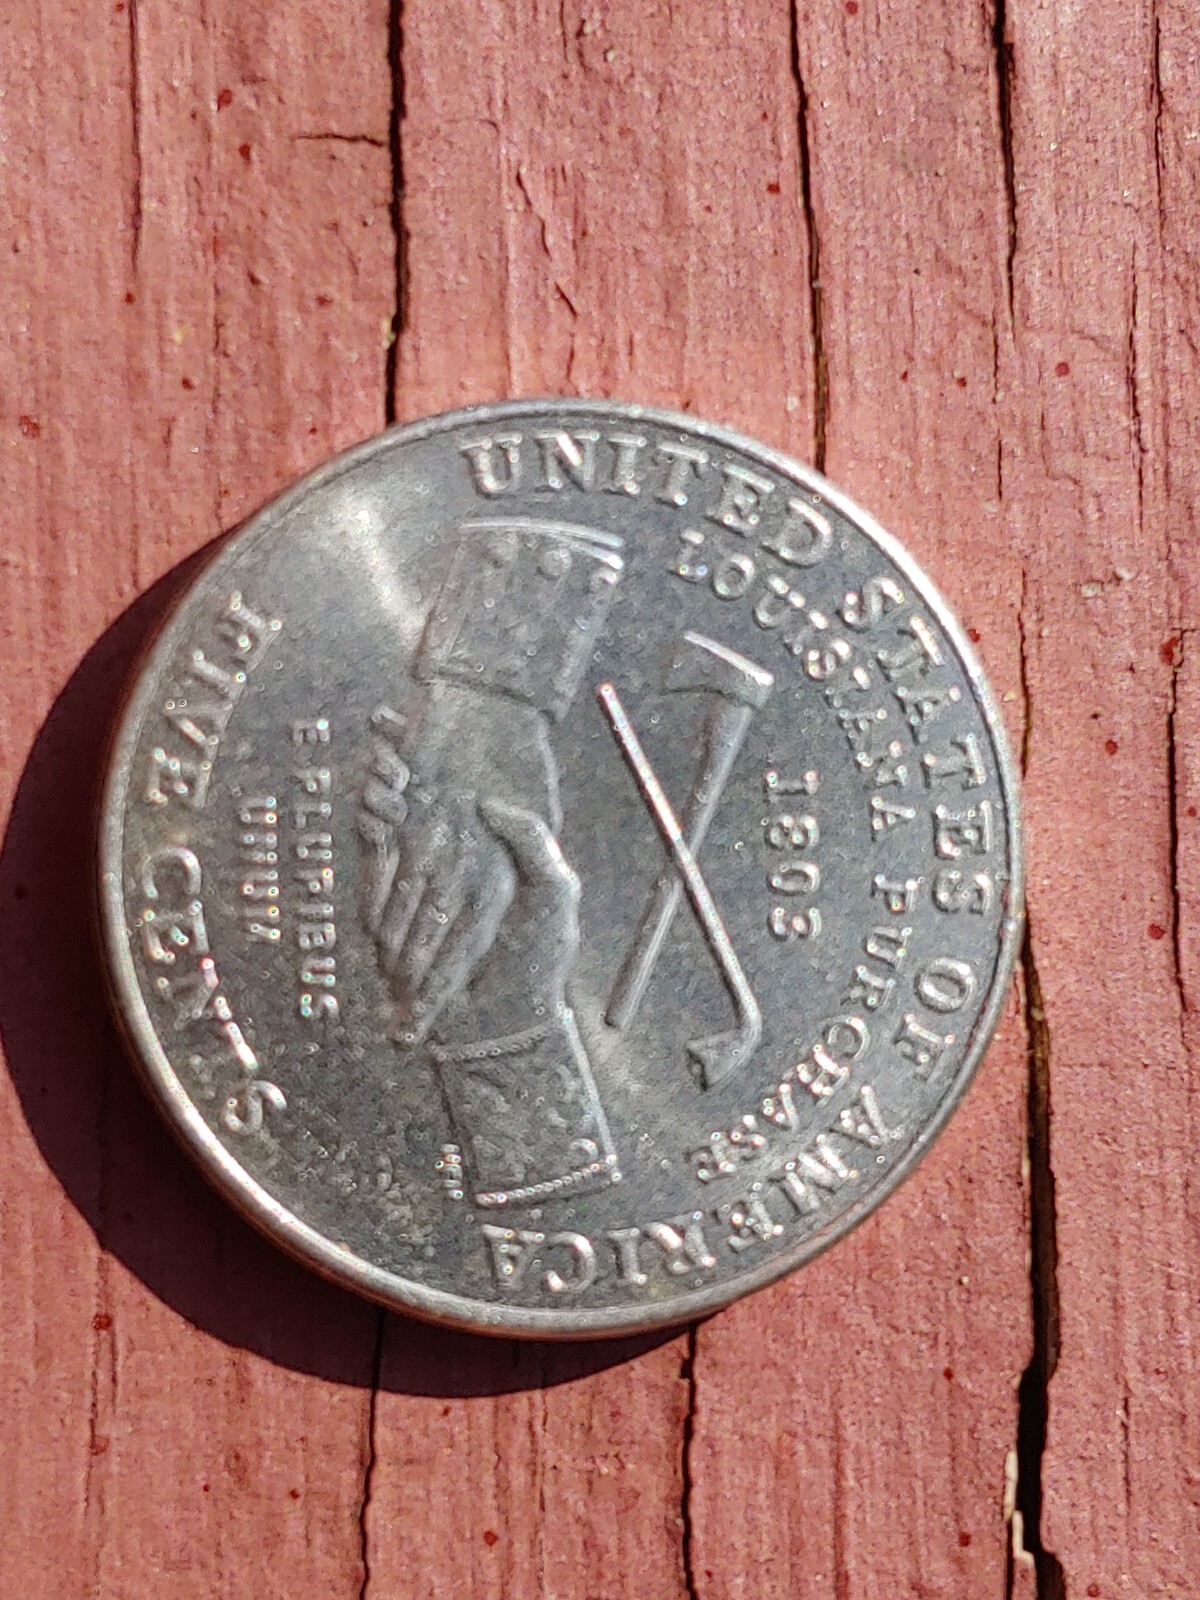 UNITED STATES OF AMERICA
LOUISIANA PURCHASE
1803
E PLURIBUS
UNUM
FIVE CENTS